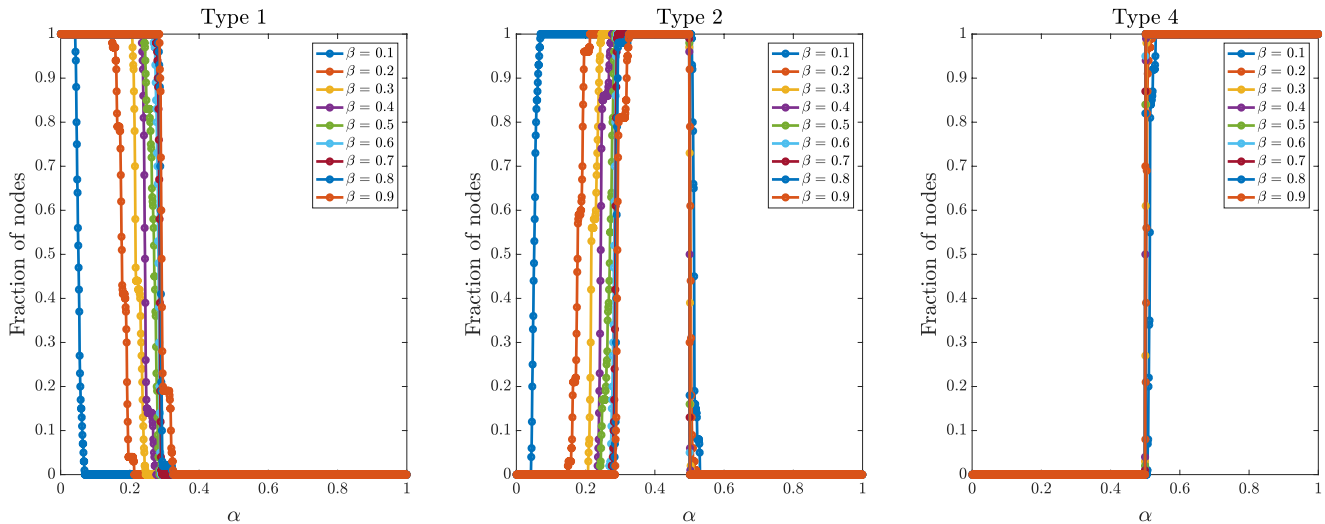 Type 1
Fraction of nodes
1
0.9
0.8
0.7
0.6
0.5
0.4
0.3
0.2
0.1
0
0 0.2 0.4 0.6 0.8 1
α
β = 0.1
β = 0.2
β = 0.3
β = 0.4
β = 0.5
β = 0.6
β = 0.7
β = 0.8
β = 0.9
Type 2
Fraction of nodes
1
0.9
0.8
0.7
0.6
0.5
0.4
0.3
0.2
0.1
0
0 0.2 0.4 0.6 0.8 1
α
β = 0.1
β = 0.2
β = 0.3
β = 0.4
β = 0.5
β = 0.6
β = 0.7
β = 0.8
β = 0.9
Type 4
Fraction of nodes
1
0.9
0.8
0.7
0.6
0.5
0.4
0.3
0.2
0.1
0
0 0.2 0.4 0.6 0.8 1
α
β = 0.1
β = 0.2
β = 0.3
β = 0.4
β = 0.5
β = 0.6
β = 0.7
β = 0.8
β = 0.9